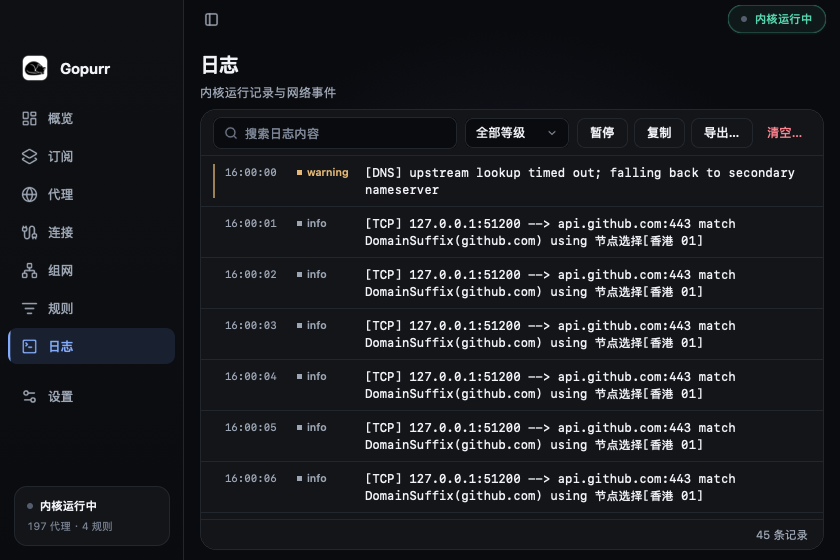 内核运行中
Gopurr
概览
订阅
代理
连接
组网
规则
日志
设置
内核运行中
197 代理 · 4 规则
日志
内核运行记录与网络事件
搜索日志内容
全部等级
暂停
复制
导出...
清空...
16:00:00 warning [DNS] upstream lookup timed out; falling back to secondary
nameserver
16:00:01 info [TCP] 127.0.0.1:51200 --> api.github.com:443 match
DomainSuffix(github.com) using 节点选择[香港 01]
16:00:02 info [TCP] 127.0.0.1:51200 --> api.github.com:443 match
DomainSuffix(github.com) using 节点选择[香港 01]
16:00:03 info [TCP] 127.0.0.1:51200 --> api.github.com:443 match
DomainSuffix(github.com) using 节点选择[香港 01]
16:00:04 info [TCP] 127.0.0.1:51200 --> api.github.com:443 match
DomainSuffix(github.com) using 节点选择[香港 01]
16:00:05 info [TCP] 127.0.0.1:51200 --> api.github.com:443 match
DomainSuffix(github.com) using 节点选择[香港 01]
16:00:06 info [TCP] 127.0.0.1:51200 --> api.github.com:443 match
DomainSuffix(github.com) using 节点选择[香港 01]
45 条记录